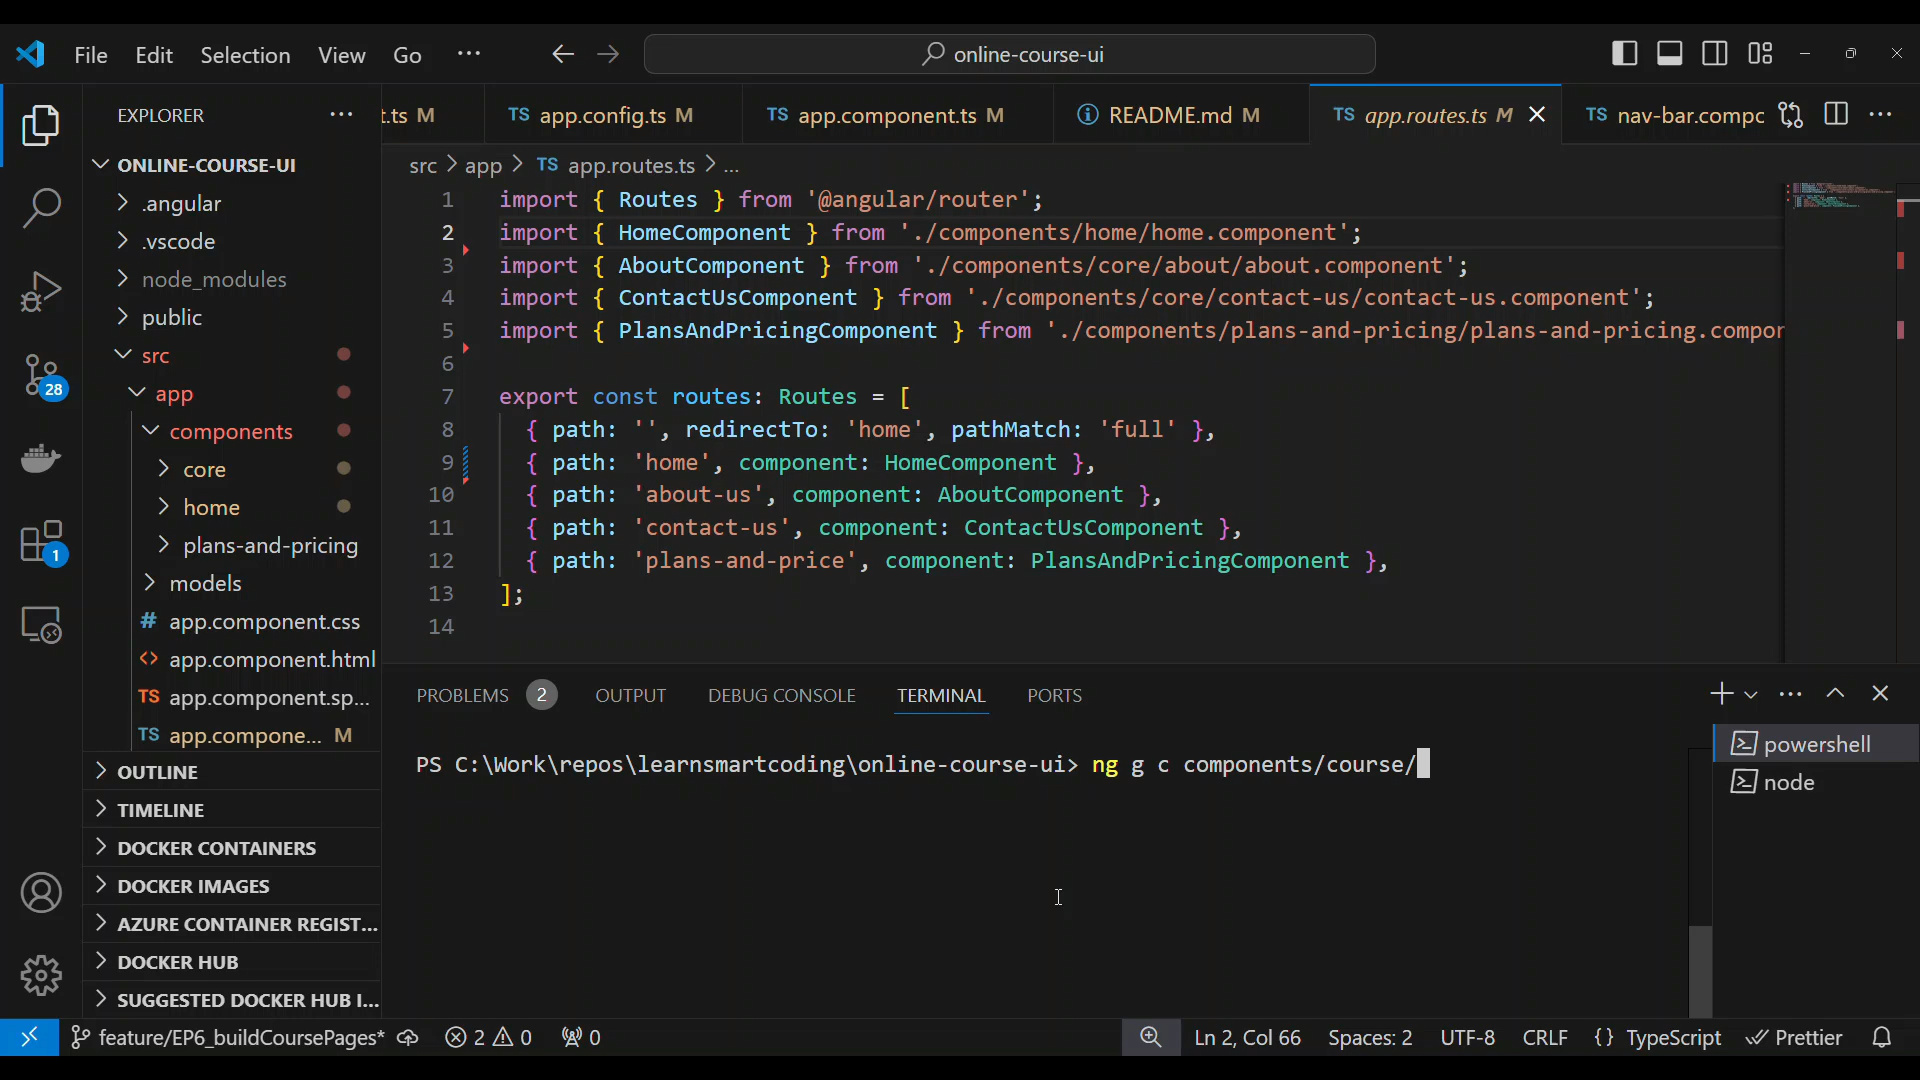 File Edit Selection View Go ···
online-course-ui
EXPLORER ···
t.ts M
TS app.config.ts M
TS app.component.ts M
README.md M
TS app.routes.ts M
TS nav-bar.compc
src > app > TS app.routes.ts > ...
ONLINE-COURSE-UI
.angular
.vscode
node_modules
public
src
app
components
core
home
plans-and-pricing
models
# app.component.css
<> app.component.html
TS app.component.sp...
TS app.compone... M
OUTLINE
TIMELINE
DOCKER CONTAINERS
DOCKER IMAGES
AZURE CONTAINER REGIST...
DOCKER HUB
SUGGESTED DOCKER HUB I...
28
1
1 import { Routes } from '@angular/router';
2 import { HomeComponent } from './components/home/home.component';
3 import { AboutComponent } from './components/core/about/about.component';
4 import { ContactUsComponent } from './components/core/contact-us/contact-us.component';
5 import { PlansAndPricingComponent } from './components/plans-and-pricing/plans-and-pricing.compor
6
7 export const routes: Routes = [
8 { path: '', redirectTo: 'home', pathMatch: 'full' },
9 { path: 'home', component: HomeComponent },
10 { path: 'about-us', component: AboutComponent },
11 { path: 'contact-us', component: ContactUsComponent },
12 { path: 'plans-and-price', component: PlansAndPricingComponent },
13 ];
14
PROBLEMS 2 OUTPUT DEBUG CONSOLE TERMINAL PORTS
PS C:\Work\repos\learnsmartcoding\online-course-ui> ng g c components/course/
powershell
node
feature/EP6_buildCoursePages* 2 0 0
Ln 2, Col 66 Spaces: 2 UTF-8 CRLF {} TypeScript Prettier